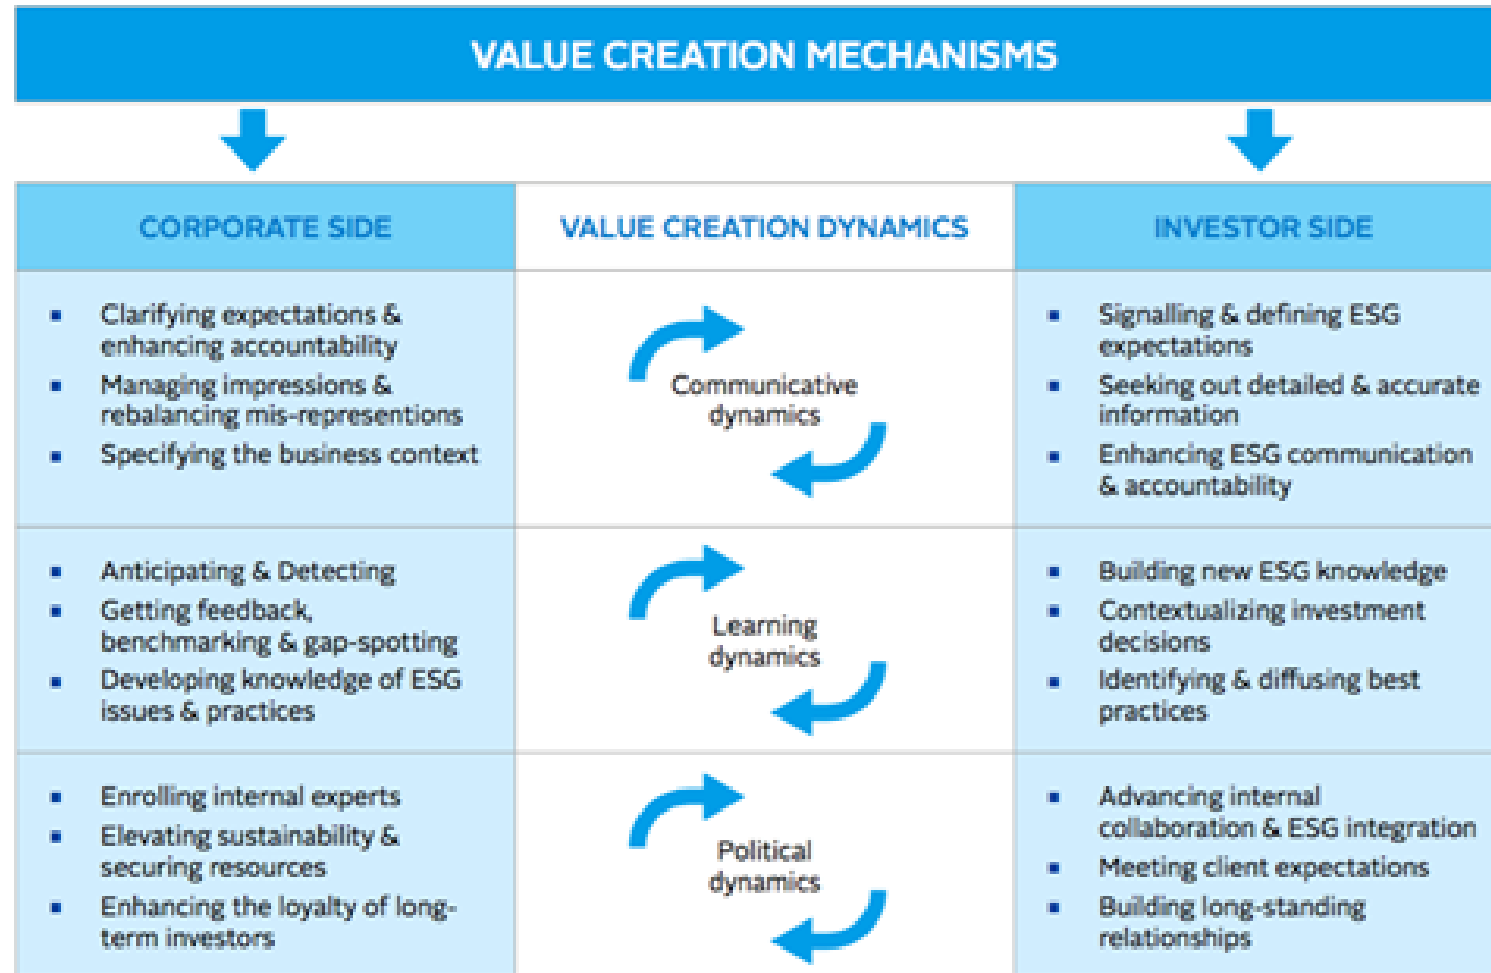 VALUE CREATION MECHANISMS
CORPORATE SIDE
VALUE CREATION DYNAMICS
INVESTOR SIDE
Clarifying expectations &
enhancing accountability
Managing impressions &
rebalancing mis-representions
Specifying the business context
Communicative
dynamics
Signalling & defining ESG
expectations
Seeking out detailed & accurate
information
Enhancing ESG communication
& accountability
Anticipating & Detecting
Getting feedback,
benchmarking & gap-spotting
Developing knowledge of ESG
issues & practices
Learning
dynamics
Building new ESG knowledge
Contextualizing investment
decisions
Identifying & diffusing best
practices
Enrolling internal experts
Elevating sustainability &
securing resources
Enhancing the loyalty of long-
term investors
Political
dynamics
Advancing internal
collaboration & ESG integration
Meeting client expectations
Building long-standing
relationships